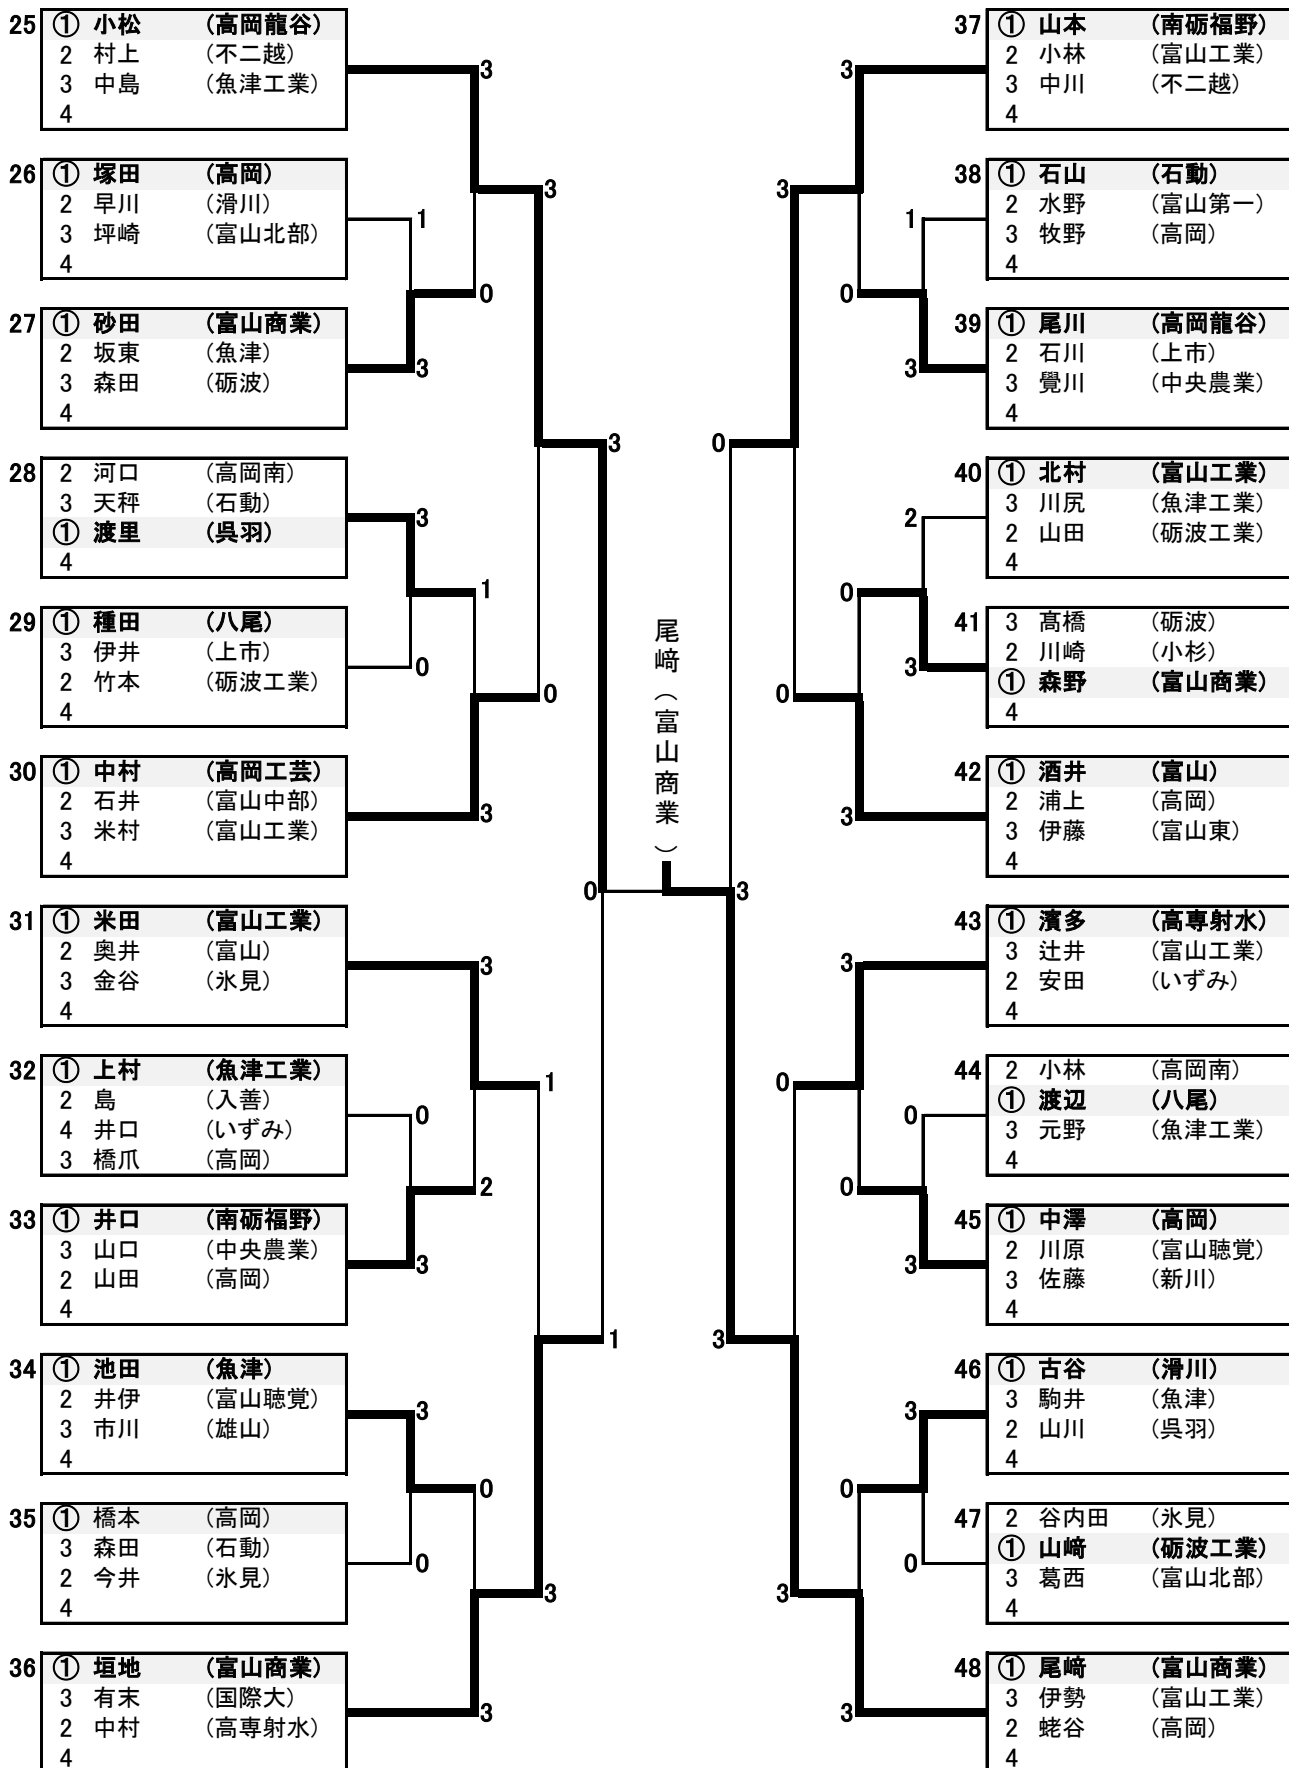 25 ① 小松 (高岡龍谷)
2 村上 (不二越)
3 中島 (魚津工業)
4
26 ① 塚田 (高岡)
2 早川 (滑川)
3 坪崎 (富山北部)
4
27 ① 砂田 (富山商業)
2 坂東 (魚津)
3 森田 (砺波)
4
28 2 河口 (高岡南)
3 天秤 (石動)
① 渡里 (呉羽)
4
29 ① 種田 (八尾)
3 伊井 (上市)
2 竹本 (砺波工業)
4
30 ① 中村 (高岡工芸)
2 石井 (富山中部)
3 米村 (富山工業)
4
31 ① 米田 (富山工業)
2 奥井 (富山)
3 金谷 (氷見)
4
32 ① 上村 (魚津工業)
2 島 (入善)
4 井口 (いずみ)
3 橋爪 (高岡)
33 ① 井口 (南砺福野)
3 山口 (中央農業)
2 山田 (高岡)
4
34 ① 池田 (魚津)
2 井伊 (富山聴覚)
3 市川 (雄山)
4
35 ① 橋本 (高岡)
3 森田 (石動)
2 今井 (氷見)
4
36 ① 垣地 (富山商業)
3 有末 (国際大)
2 中村 (高専射水)
4
3
1
3
0
3
3
0
1
3
0
3
3
0
3
2
1
3
0
0
3
3
1
0
尾﨑(富山商業)
3
3
1
3
0
3
2
3
0
3
0
0
3
0
3
0
0
3
0
0
3
3
3
3
37 ① 山本 (南砺福野)
2 小林 (富山工業)
3 中川 (不二越)
4
38 ① 石山 (石動)
2 水野 (富山第一)
3 牧野 (高岡)
4
39 ① 尾川 (高岡龍谷)
2 石川 (上市)
3 覺川 (中央農業)
4
40 ① 北村 (富山工業)
3 川尻 (魚津工業)
2 山田 (砺波工業)
4
41 3 髙橋 (砺波)
2 川崎 (小杉)
① 森野 (富山商業)
4
42 ① 酒井 (富山)
2 浦上 (高岡)
3 伊藤 (富山東)
4
43 ① 濱多 (高専射水)
3 辻井 (富山工業)
2 安田 (いずみ)
4
44 2 小林 (高岡南)
① 渡辺 (八尾)
3 元野 (魚津工業)
4
45 ① 中澤 (高岡)
2 川原 (富山聴覚)
3 佐藤 (新川)
4
46 ① 古谷 (滑川)
3 駒井 (魚津)
2 山川 (呉羽)
4
47 2 谷内田 (氷見)
① 山﨑 (砺波工業)
3 葛西 (富山北部)
4
48 ① 尾﨑 (富山商業)
3 伊勢 (富山工業)
2 蛯谷 (高岡)
4